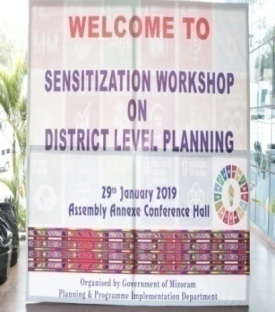 WELCOME TO
SENSITIZATION WORKSHOP
ON
DISTRICT LEVEL PLANNING
29th January 2019
Assembly Annexe Conference Hall
Organised by Government of Mizoram
Planning & Programme Implementation Department